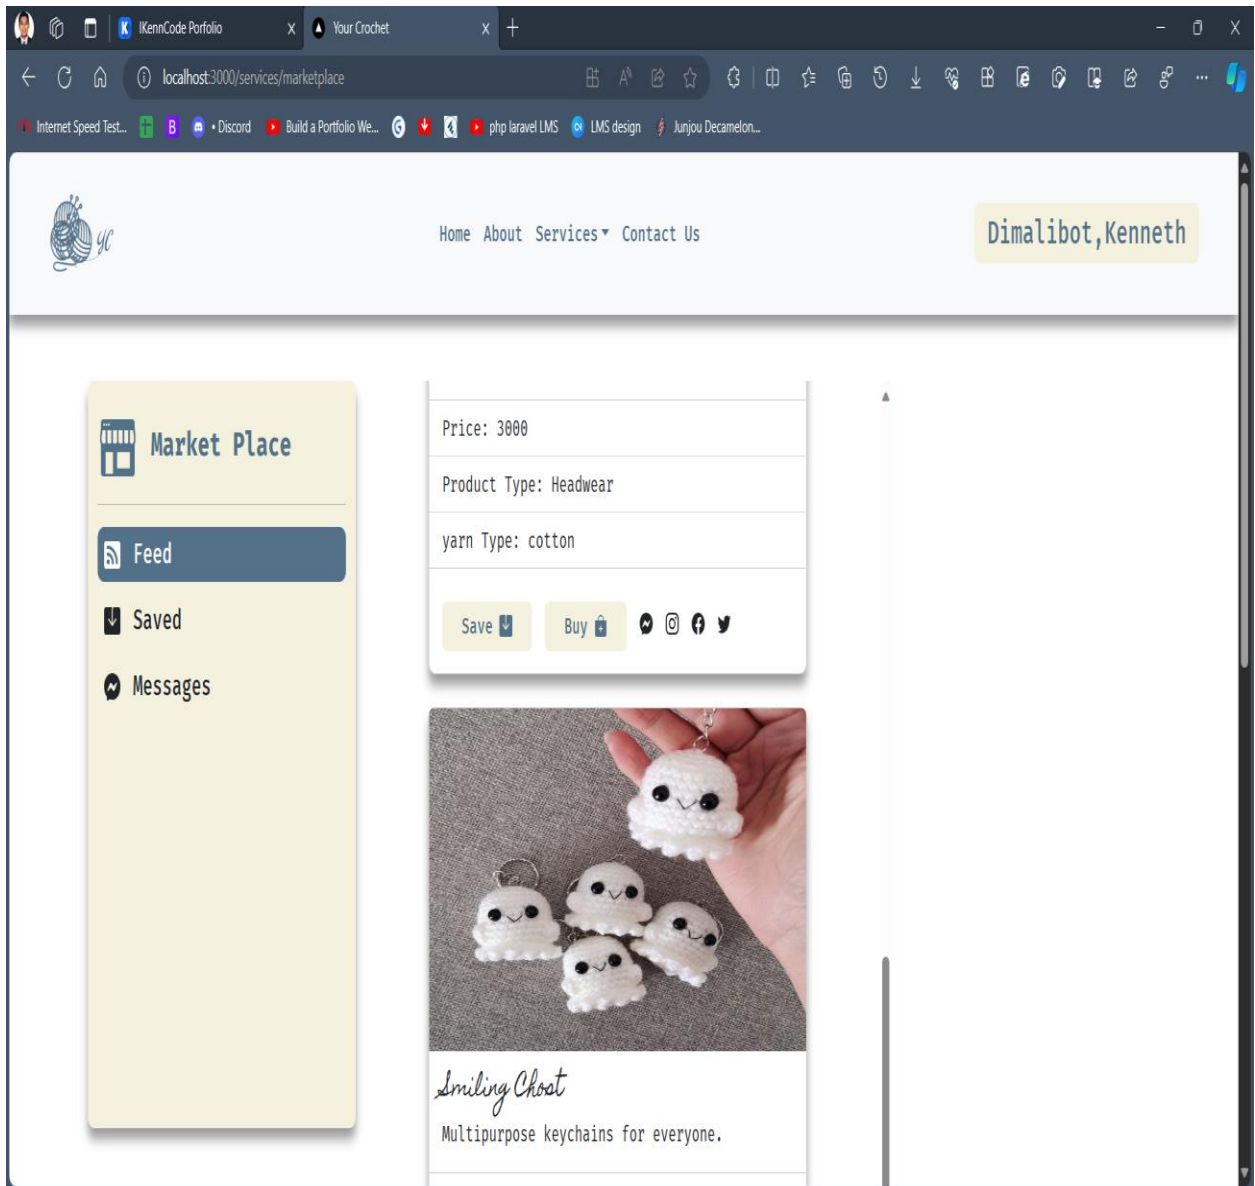 IKennCode Porfolio
Your Crochet
localhost:3000/services/marketplace
Internet Speed Test...
B
• Discord
Build a Portfolio We...
php laravel LMS
LMS design
Junjou Decamelon...
YC
Home About Services Contact Us
Dimalibot,Kenneth
Market Place
Feed
Saved
Messages
Price: 3000
Product Type: Headwear
yarn Type: cotton
Save
Buy
Smiling Ghost
Multipurpose keychains for everyone.